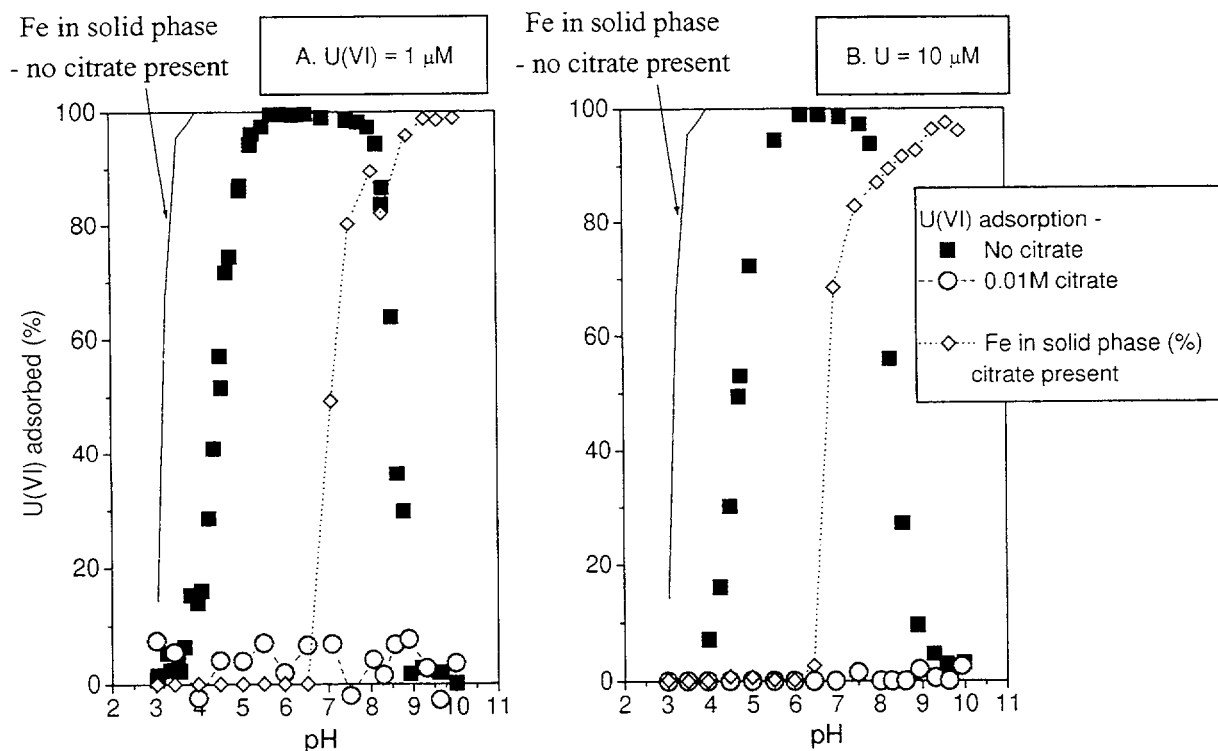 Fe in solid phase
- no citrate present
A. U(VI) = 1 µM
Fe in solid phase
- no citrate present
B. U = 10 µM
U(VI) adsorbed (%)
100
80
60
40
20
0
2 3 4 5 6 7 8 9 10 11
pH
100
80
60
40
20
0
2 3 4 5 6 7 8 9 10 11
pH
U(VI) adsorption -
No citrate
0.01M citrate
Fe in solid phase (%)
citrate present